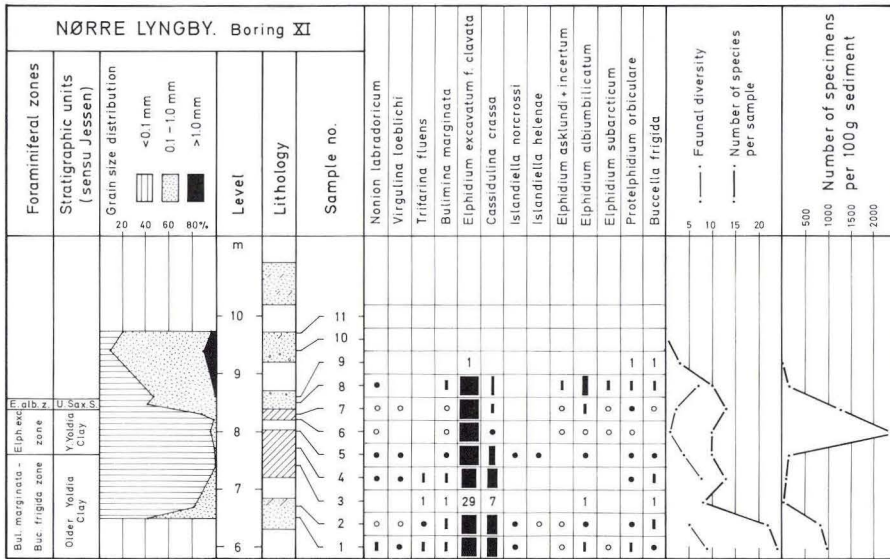 NØRRE LYNGBY. Boring XI
Foraminiferal zones
Stratigraphic units
(sensu Jessen)
Grain size distribution
<0.1 mm
0.1-1.0 mm
>1.0 mm
20
40
60
80%
Level
m
Lithology
Sample no.
Nonion labradoricum
Virgulina loeblichi
Trifarina fluens
Bulimina marginata
Elphidium excavatum f. clavata
Cassidulina crassa
Islandiella norcrossi
Islandiella helenae
Elphidium asklundi + incertum
Elphidium albiumbilicatum
Elphidium subarcticum
Protelphidium orbiculare
Buccella frigida
Faunal diversity
Number of species
per sample
5
10
15
20
Number of specimens
per 100g sediment
500
1000
1500
2000
E. alb. z.
Elph. exc.
zone
Bul. marginata -
Buc. frigida zone
U. Sax. S.
Y. Yoldia
Clay
Older Yoldia
Clay
10
9
8
7
6
11
10
9
8
7
6
5
4
3
2
1
1 1 1
1 1 29 7 1 1